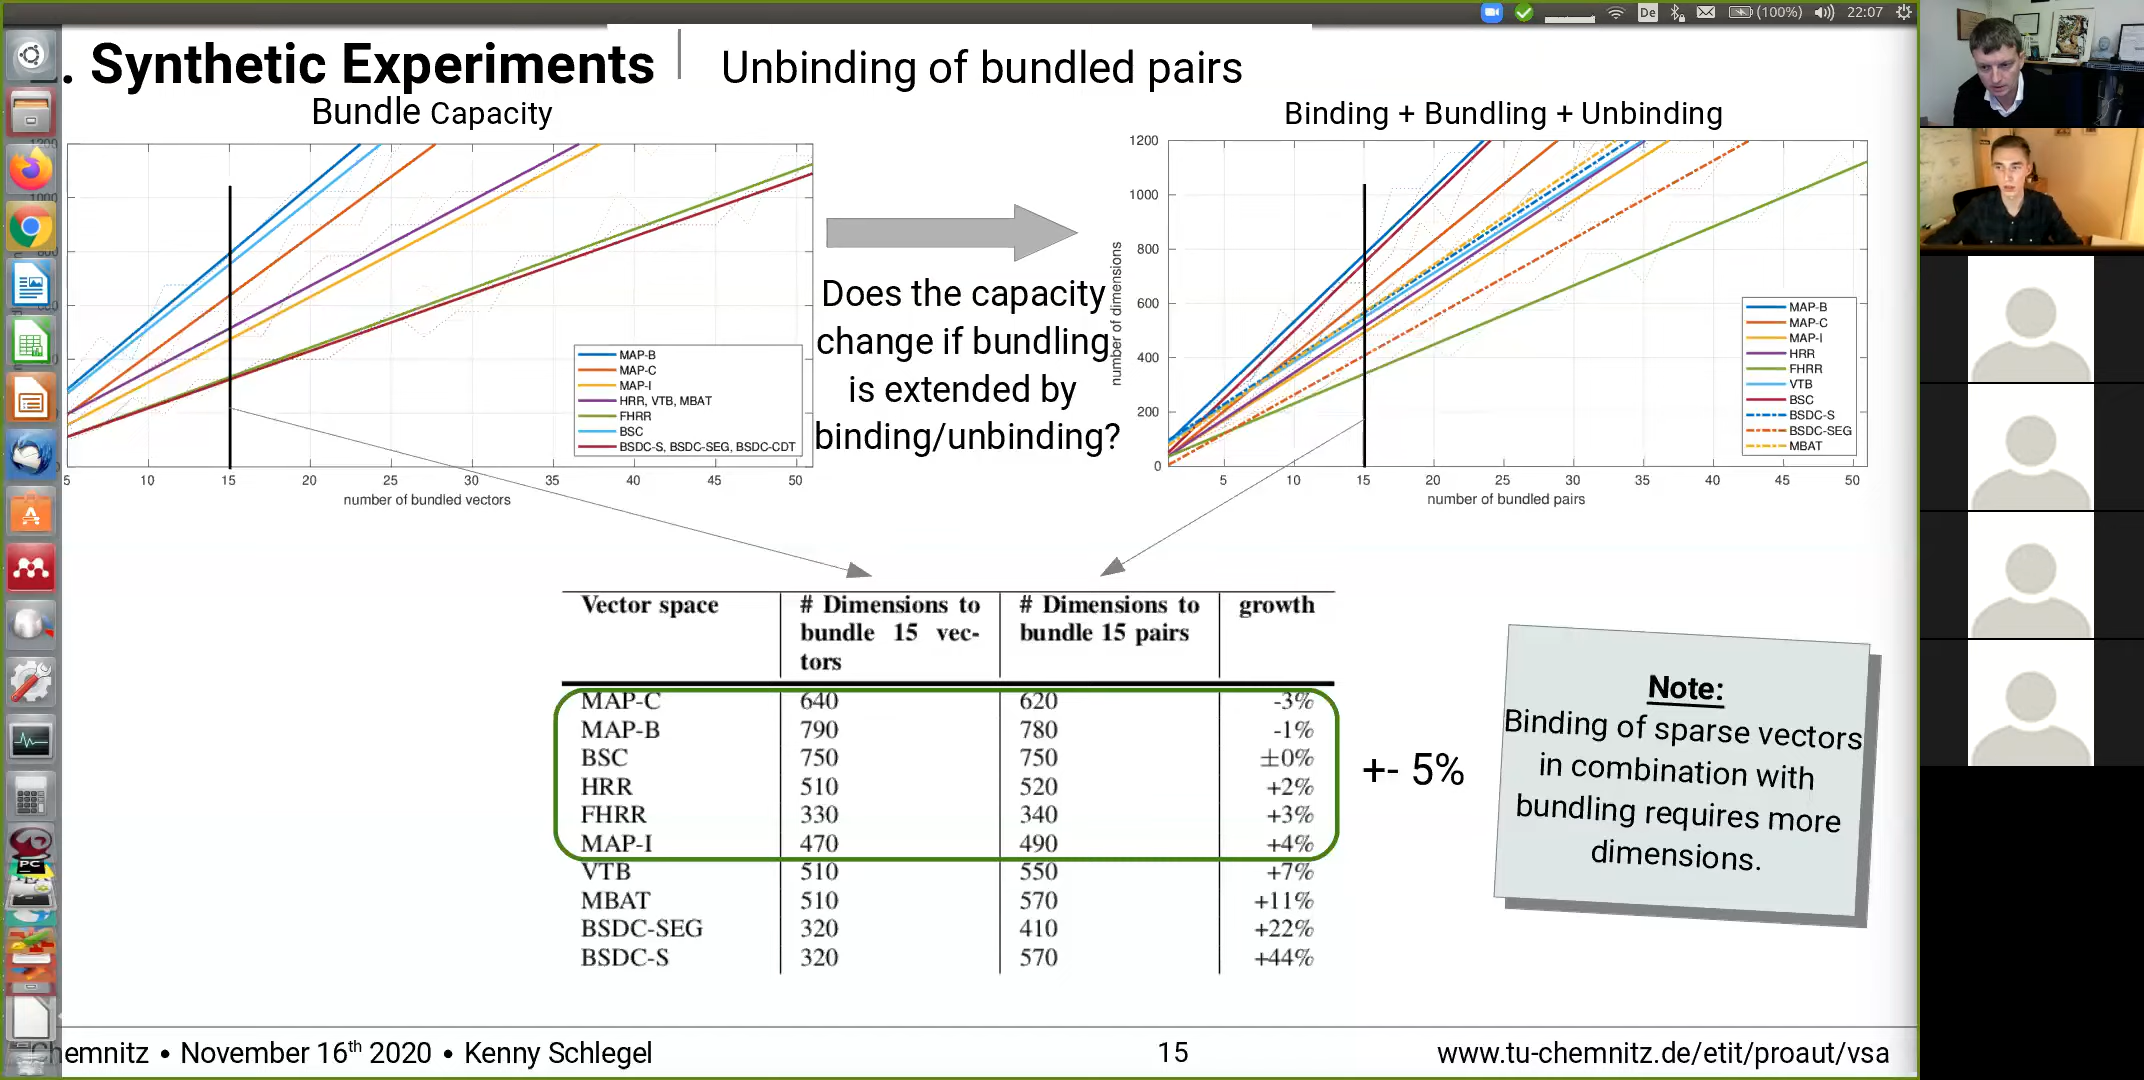 De (100%) 22:07
. Synthetic Experiments Unbinding of bundled pairs
Bundle Capacity
1200
1000
5 10 15 20 25 30 35 40 45 50
number of bundled vectors
MAP-B
MAP-C
MAP-I
HRR, VTB, MBAT
FHRR
BSC
BSDC-S, BSDC-SEG, BSDC-CDT
Does the capacity
change if bundling
is extended by
binding/unbinding?
Binding + Bundling + Unbinding
1200
1000
800
600
400
200
0
number of dimensions
5 10 15 20 25 30 35 40 45 50
number of bundled pairs
MAP-B
MAP-C
MAP-I
HRR
FHRR
VTB
BSC
BSDC-S
BSDC-SEG
MBAT
Vector space # Dimensions to # Dimensions to growth
bundle 15 vec- bundle 15 pairs
tors
MAP-C 640 620 -3%
MAP-B 790 780 -1%
BSC 750 750 ±0%
HRR 510 520 +2%
FHRR 330 340 +3%
MAP-I 470 490 +4%
VTB 510 550 +7%
MBAT 510 570 +11%
BSDC-SEG 320 410 +22%
BSDC-S 320 570 +44%
+- 5%
Note:
Binding of sparse vectors
in combination with
bundling requires more
dimensions.
PC
hemnitz • November 16th 2020 • Kenny Schlegel 15 www.tu-chemnitz.de/etit/proaut/vsa